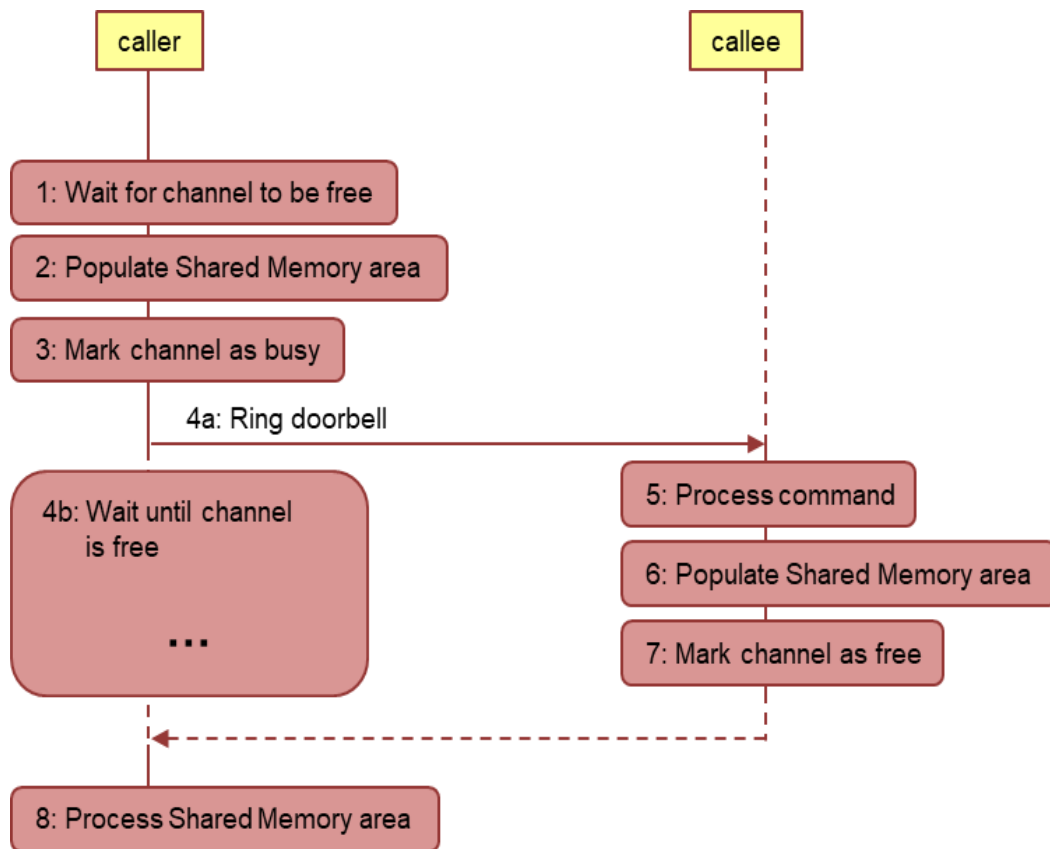 caller
callee
1: Wait for channel to be free
2: Populate Shared Memory area
3: Mark channel as busy
4a: Ring doorbell
4b: Wait until channel
is free
...
5: Process command
6: Populate Shared Memory area
7: Mark channel as free
8: Process Shared Memory area